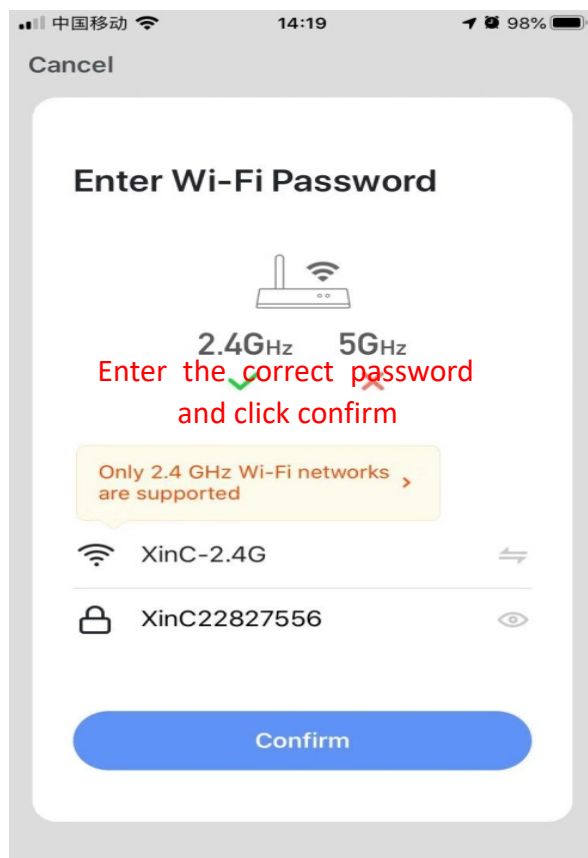 中国移动 14:19 98%
Cancel
Enter Wi-Fi Password
2.4GHz 5GHz
Enter the correct password
and click confirm
Only 2.4 GHz Wi-Fi networks
are supported
XinC-2.4G
XinC22827556
Confirm